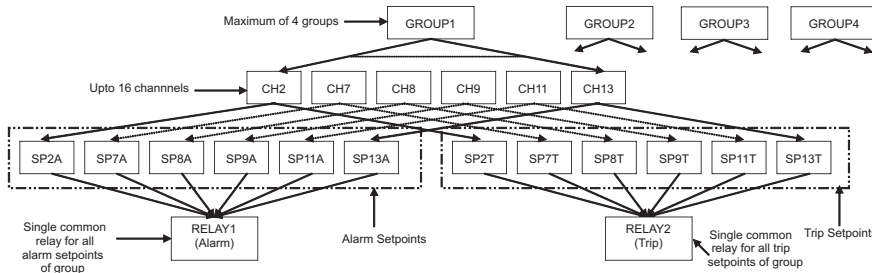 Maximum of 4 groups
GROUP1
GROUP2
GROUP3
GROUP4
Upto 16 channnels
CH2
CH7
CH8
CH9
CH11
CH13
SP2A
SP7A
SP8A
SP9A
SP11A
SP13A
SP2T
SP7T
SP8T
SP9T
SP11T
SP13T
Single common
relay for all
alarm setpoints
of group
RELAY1
(Alarm)
Alarm Setpoints
RELAY2
(Trip)
Single common
relay for all trip
setpoints of group
Trip Setpoints